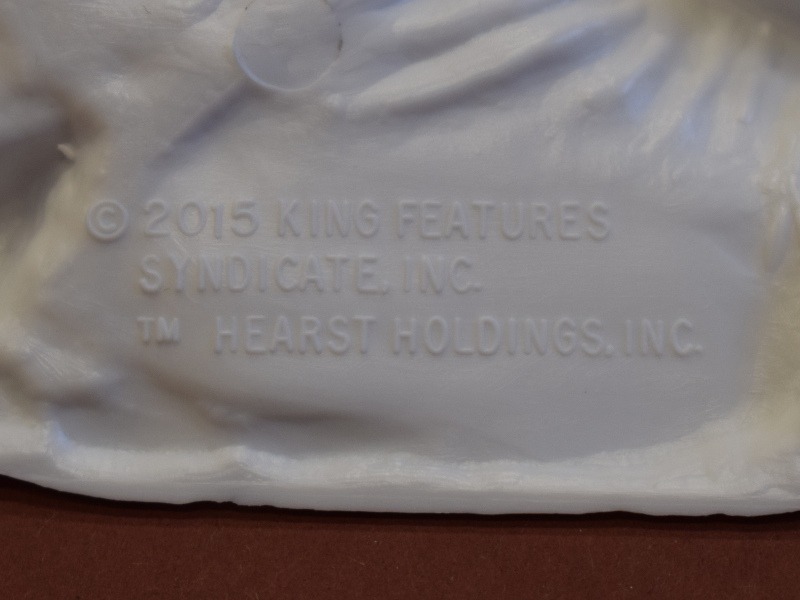 © 2015 KING FEATURES
SYNDICATE, INC.
TM HEARST HOLDINGS, INC.